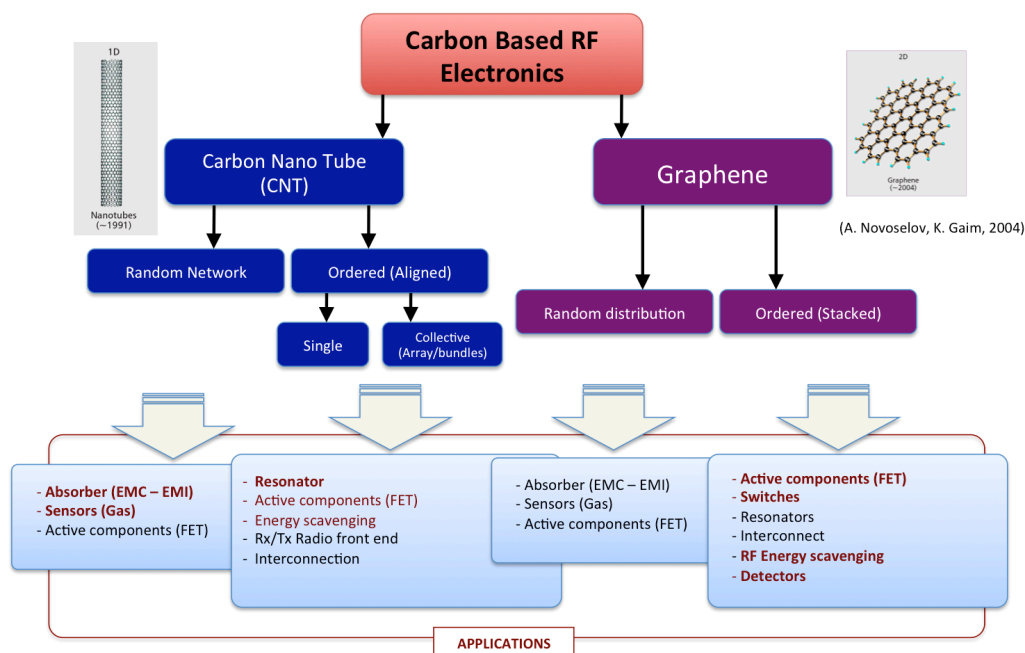 Carbon Based RF
Electronics
1D
Nanotubes
(~1991)
Carbon Nano Tube
(CNT)
Graphene
2D
Graphene
(~2004)
(A. Novoselov, K. Gaim, 2004)
Random Network
Ordered (Aligned)
Single
Collective
(Array/bundles)
Random distribution
Ordered (Stacked)
- Absorber (EMC – EMI)
- Sensors (Gas)
- Active components (FET)
- Resonator
- Active components (FET)
- Energy scavenging
- Rx/Tx Radio front end
- Interconnection
- Absorber (EMC – EMI)
- Sensors (Gas)
- Active components (FET)
- Active components (FET)
- Switches
- Resonators
- Interconnect
- RF Energy scavenging
- Detectors
APPLICATIONS